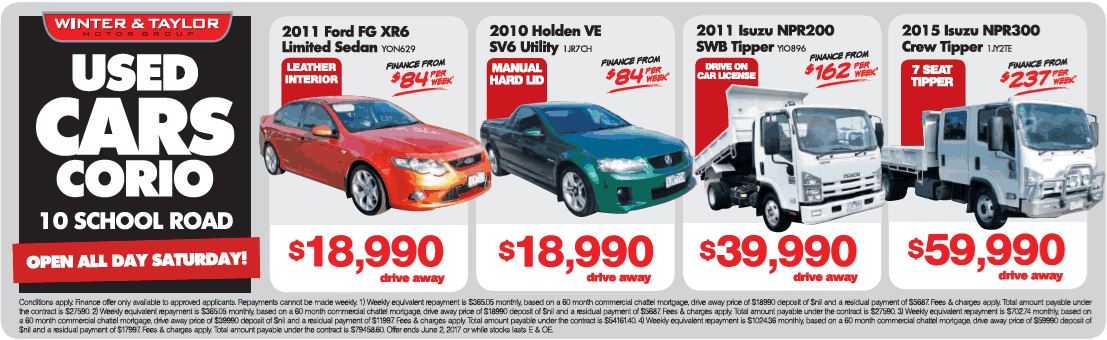 WINTER & TAYLOR
MOTOR GROUP
USED
CARS
CORIO
10 SCHOOL ROAD
OPEN ALL DAY SATURDAY!
2011 Ford FG XR6
Limited Sedan YON629
LEATHER
INTERIOR
FINANCE FROM
$84 PER WEEK*
$18,990
drive away
2010 Holden VE
SV6 Utility 1JR7CH
MANUAL
HARD LID
FINANCE FROM
$84 PER WEEK*
$18,990
drive away
2011 Isuzu NPR200
SWB Tipper YIO896
DRIVE ON
CAR LICENSE
FINANCE FROM
$162 PER WEEK*
$39,990
drive away
2015 Isuzu NPR300
Crew Tipper 1JY2TE
7 SEAT
TIPPER
FINANCE FROM
$237 PER WEEK*
$59,990
drive away
Conditions apply. Finance offer only available to approved applicants. Repayments cannot be made weekly. 1) Weekly equivalent repayment is $365.05 monthly, based on a 60 month commercial chattel mortgage, drive away price of $18990 deposit of $nil and a residual payment of $5687. Fees & charges apply. Total amount payable under
the contract is $27590. 2) Weekly equivalent repayment is $365.05 monthly, based on a 60 month commercial chattel mortgage, drive away price of $18990 deposit of $nil and a residual payment of $5687. Fees & charges apply. Total amount payable under the contract is $27590. 3) Weekly equivalent repayment is $702.74 monthly, based on
a 60 month commercial chattel mortgage, drive away price of $39990 deposit of $nil and a residual payment of $11997. Fees & charges apply. Total amount payable under the contract is $54161.40. 4) Weekly equivalent repayment is $1024.36 monthly, based on a 60 month commercial chattel mortgage, drive away price of $59990 deposit of
$nil and a residual payment of $17997. Fees & charges apply. Total amount payable under the contract is $79458.60. Offer ends June 2, 2017 or while stocks lasts E & OE.